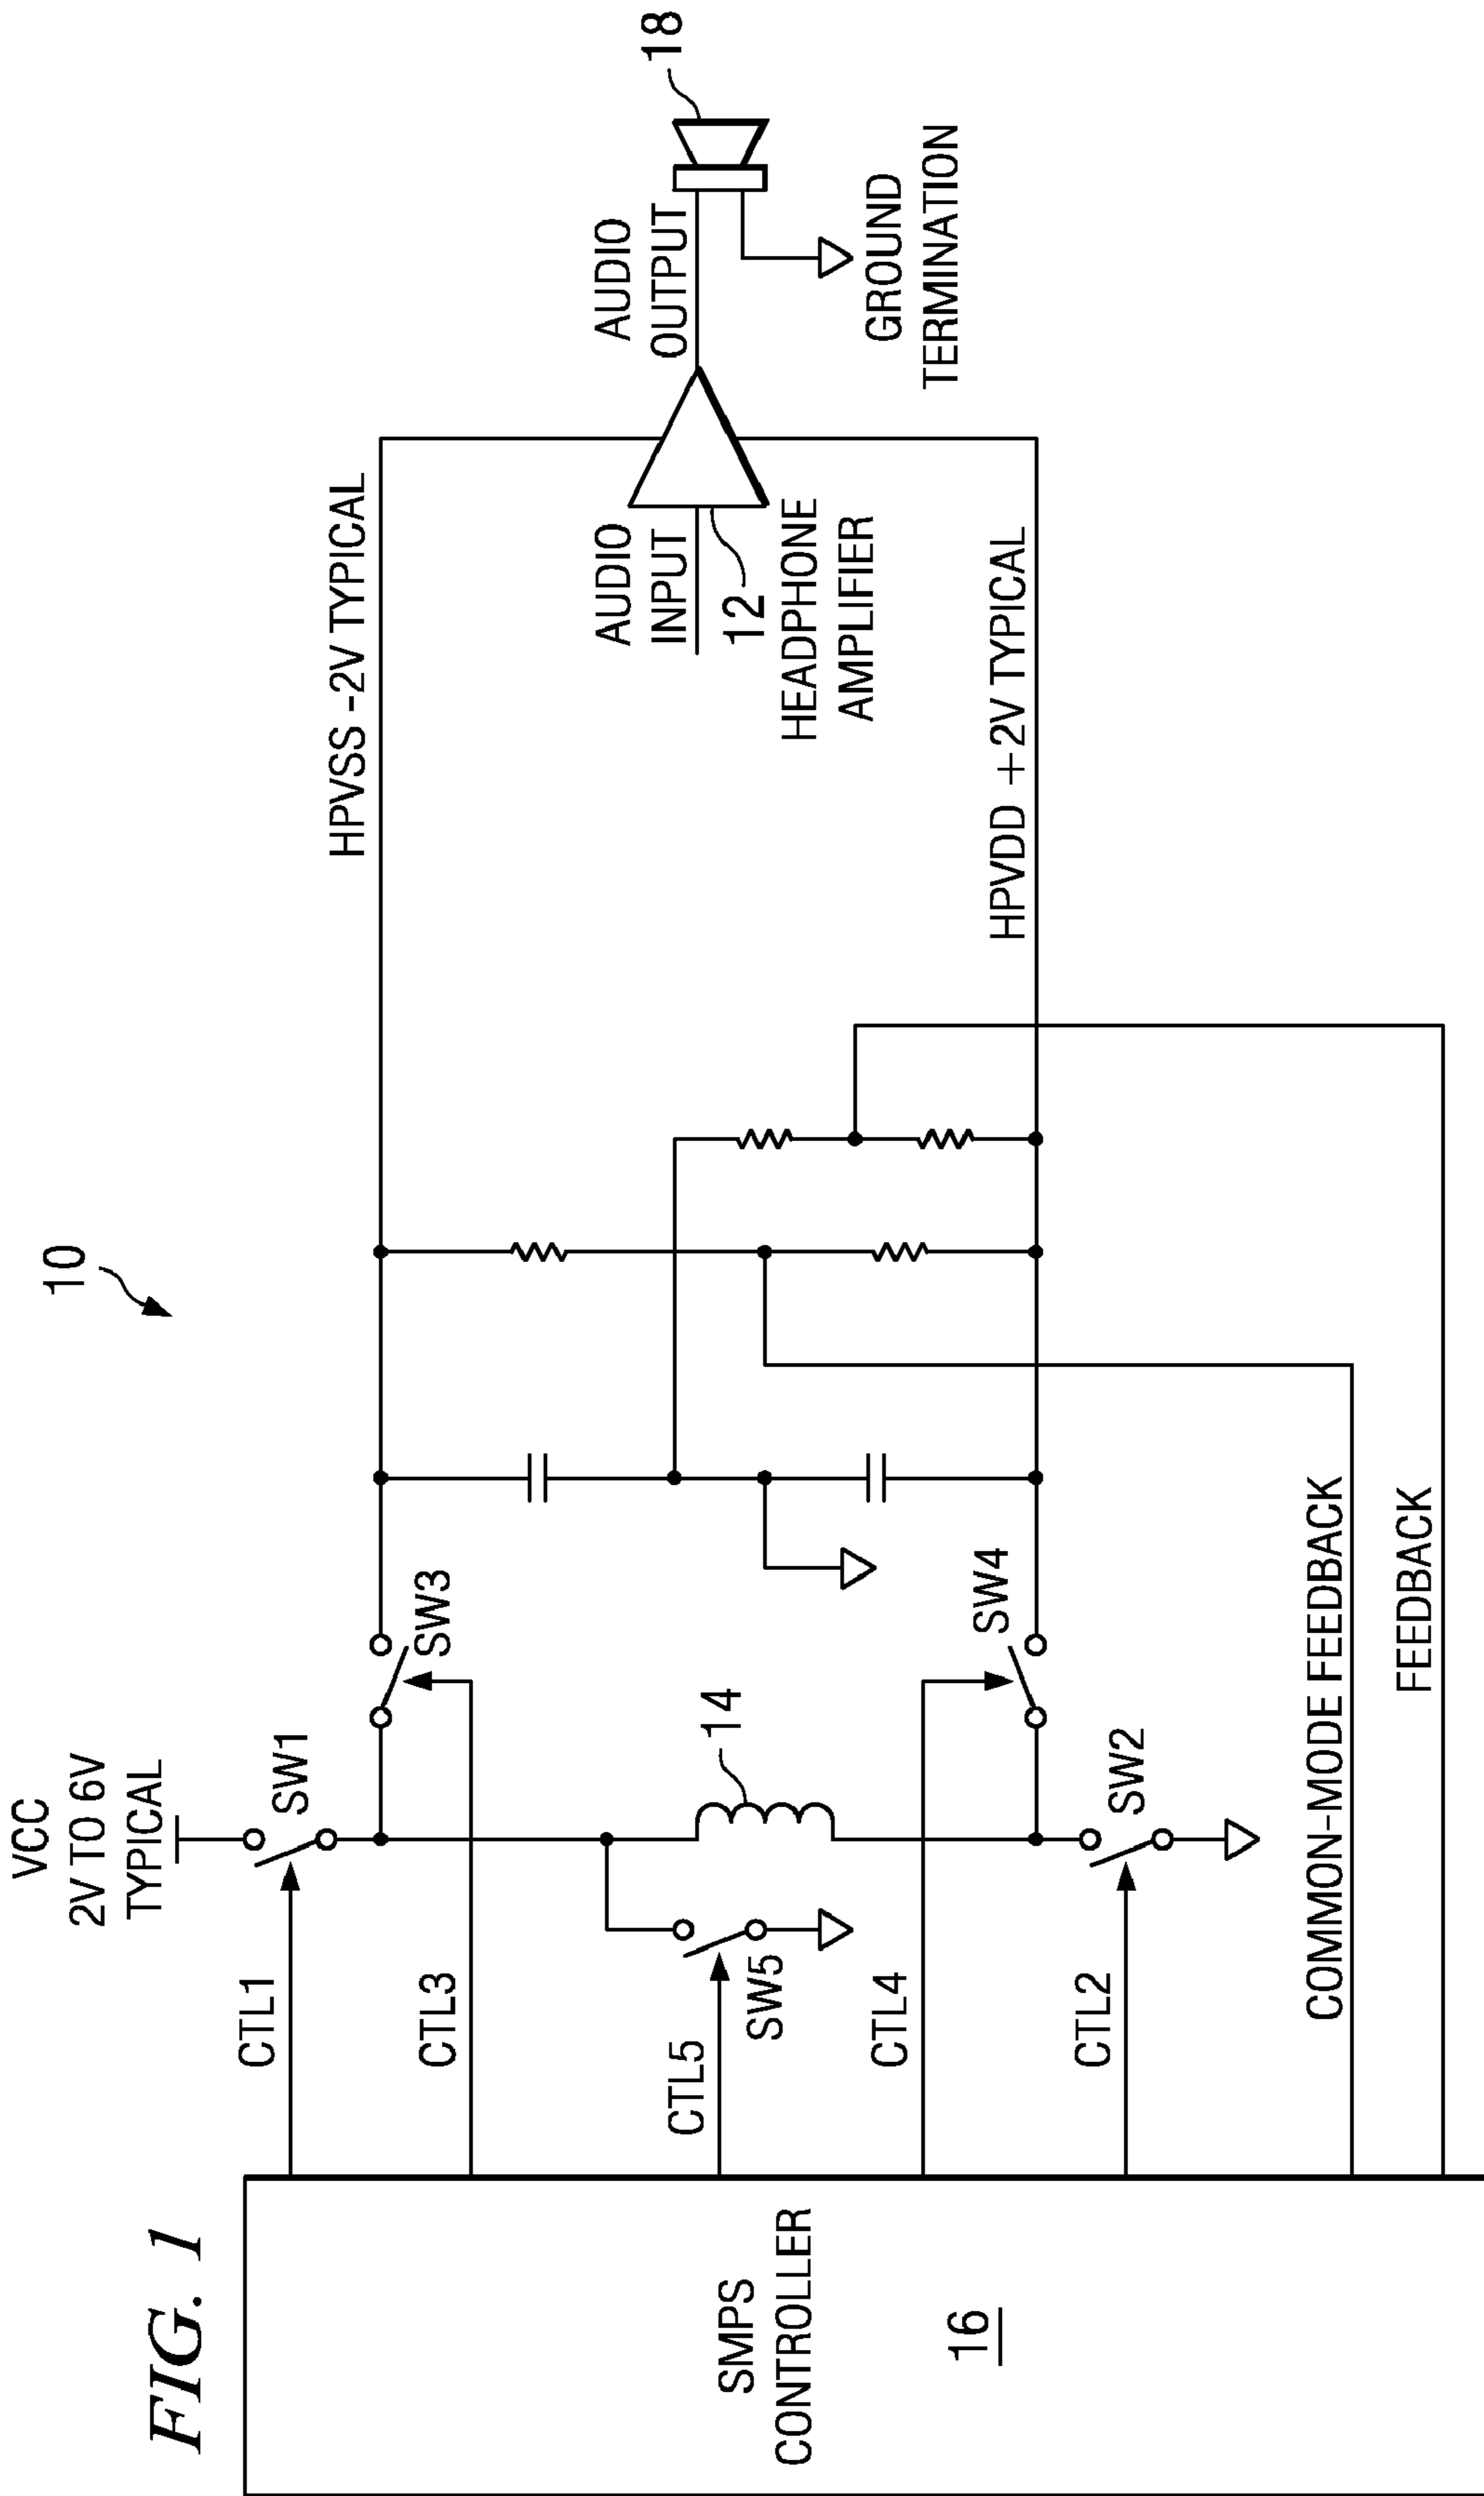 FIG. 1
10
VCC
2V TO 6V
TYPICAL
SW1
CTL1
HPVSS -2V TYPICAL
SW3
CTL3
AUDIO
INPUT
AUDIO
OUTPUT
18
12
HEADPHONE
AMPLIFIER
GROUND
TERMINATION
14
CTL5
SW5
SMPS
CONTROLLER
16
CTL4
SW4
HPVDD +2V TYPICAL
CTL2
SW2
COMMON-MODE FEEDBACK
FEEDBACK